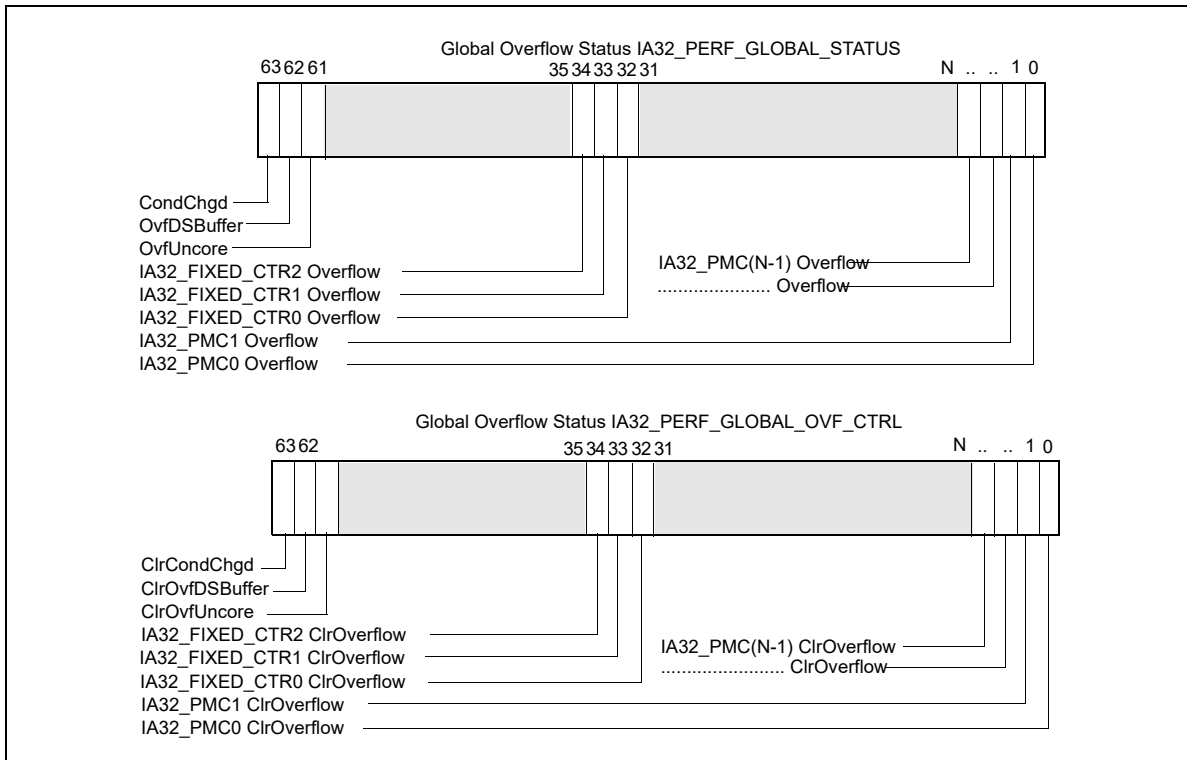 Global Overflow Status IA32_PERF_GLOBAL_STATUS
63 62 61 35 34 33 32 31 N .. .. 1 0
CondChgd
OvfDSBuffer
OvfUncore
IA32_FIXED_CTR2 Overflow
IA32_PMC(N-1) Overflow
IA32_FIXED_CTR1 Overflow
...................... Overflow
IA32_FIXED_CTR0 Overflow
IA32_PMC1 Overflow
IA32_PMC0 Overflow
Global Overflow Status IA32_PERF_GLOBAL_OVF_CTRL
63 62 35 34 33 32 31 N .. .. 1 0
ClrCondChgd
ClrOvfDSBuffer
ClrOvfUncore
IA32_FIXED_CTR2 ClrOverflow
IA32_PMC(N-1) ClrOverflow
IA32_FIXED_CTR1 ClrOverflow
........................ ClrOverflow
IA32_FIXED_CTR0 ClrOverflow
IA32_PMC1 ClrOverflow
IA32_PMC0 ClrOverflow